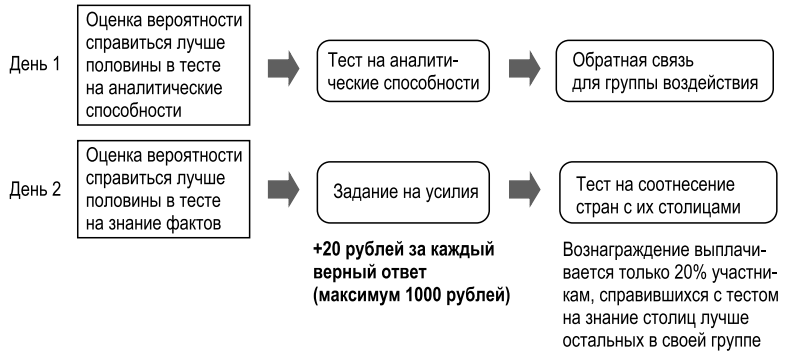 День 1
Оценка вероятности
справиться лучше
половины в тесте
на аналитические
способности
Тест на аналити-
ческие способности
Обратная связь
для группы воздействия
День 2
Оценка вероятности
справиться лучше
половины в тесте
на знание фактов
Задание на усилия
Тест на соотнесение
стран с их столицами
+20 рублей за каждый
верный ответ
(максимум 1000 рублей)
Вознаграждение выплачи-
вается только 20% участни-
кам, справившихся с тестом
на знание столиц лучше
остальных в своей группе